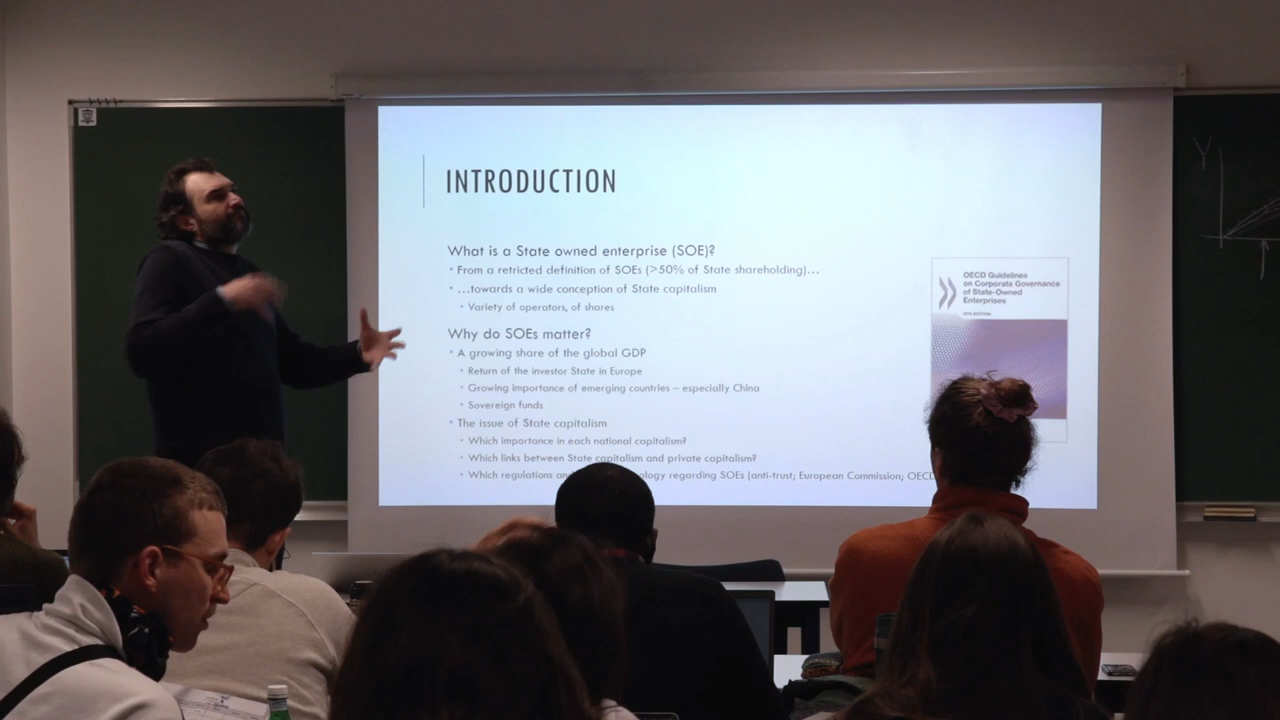 INTRODUCTION
What is a State owned enterprise (SOE)?
• From a retricted definition of SOEs (>50% of State shareholding)...
• ...towards a wide conception of State capitalism
• Variety of operators, of shares
Why do SOEs matter?
• A growing share of the global GDP
• Return of the investor State in Europe
• Growing importance of emerging countries – especially China
• Sovereign funds
• The issue of State capitalism
• Which importance in each national capitalism?
• Which links between State capitalism and private capitalism?
• Which regulations an ology regarding SOEs (anti-trust; European Commission; OECD
OECD Guidelines
on Corporate Governance
of State-Owned
Enterprises
Y